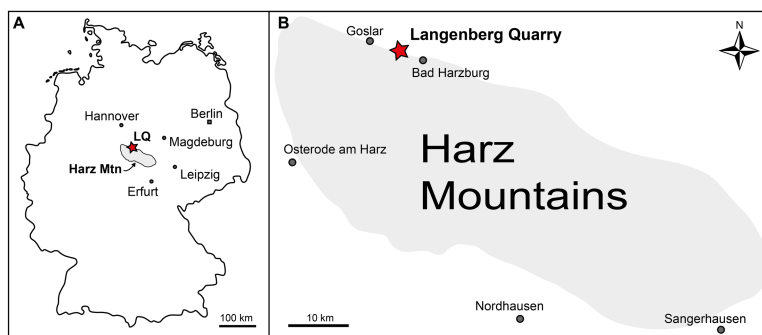 A
Hannover
Berlin
LQ
Magdeburg
Harz Mtn
Leipzig
Erfurt
100 km
B
Goslar
Langenberg Quarry
N
Bad Harzburg
Osterode am Harz
Harz
Mountains
Nordhausen
Sangerhausen
10 km